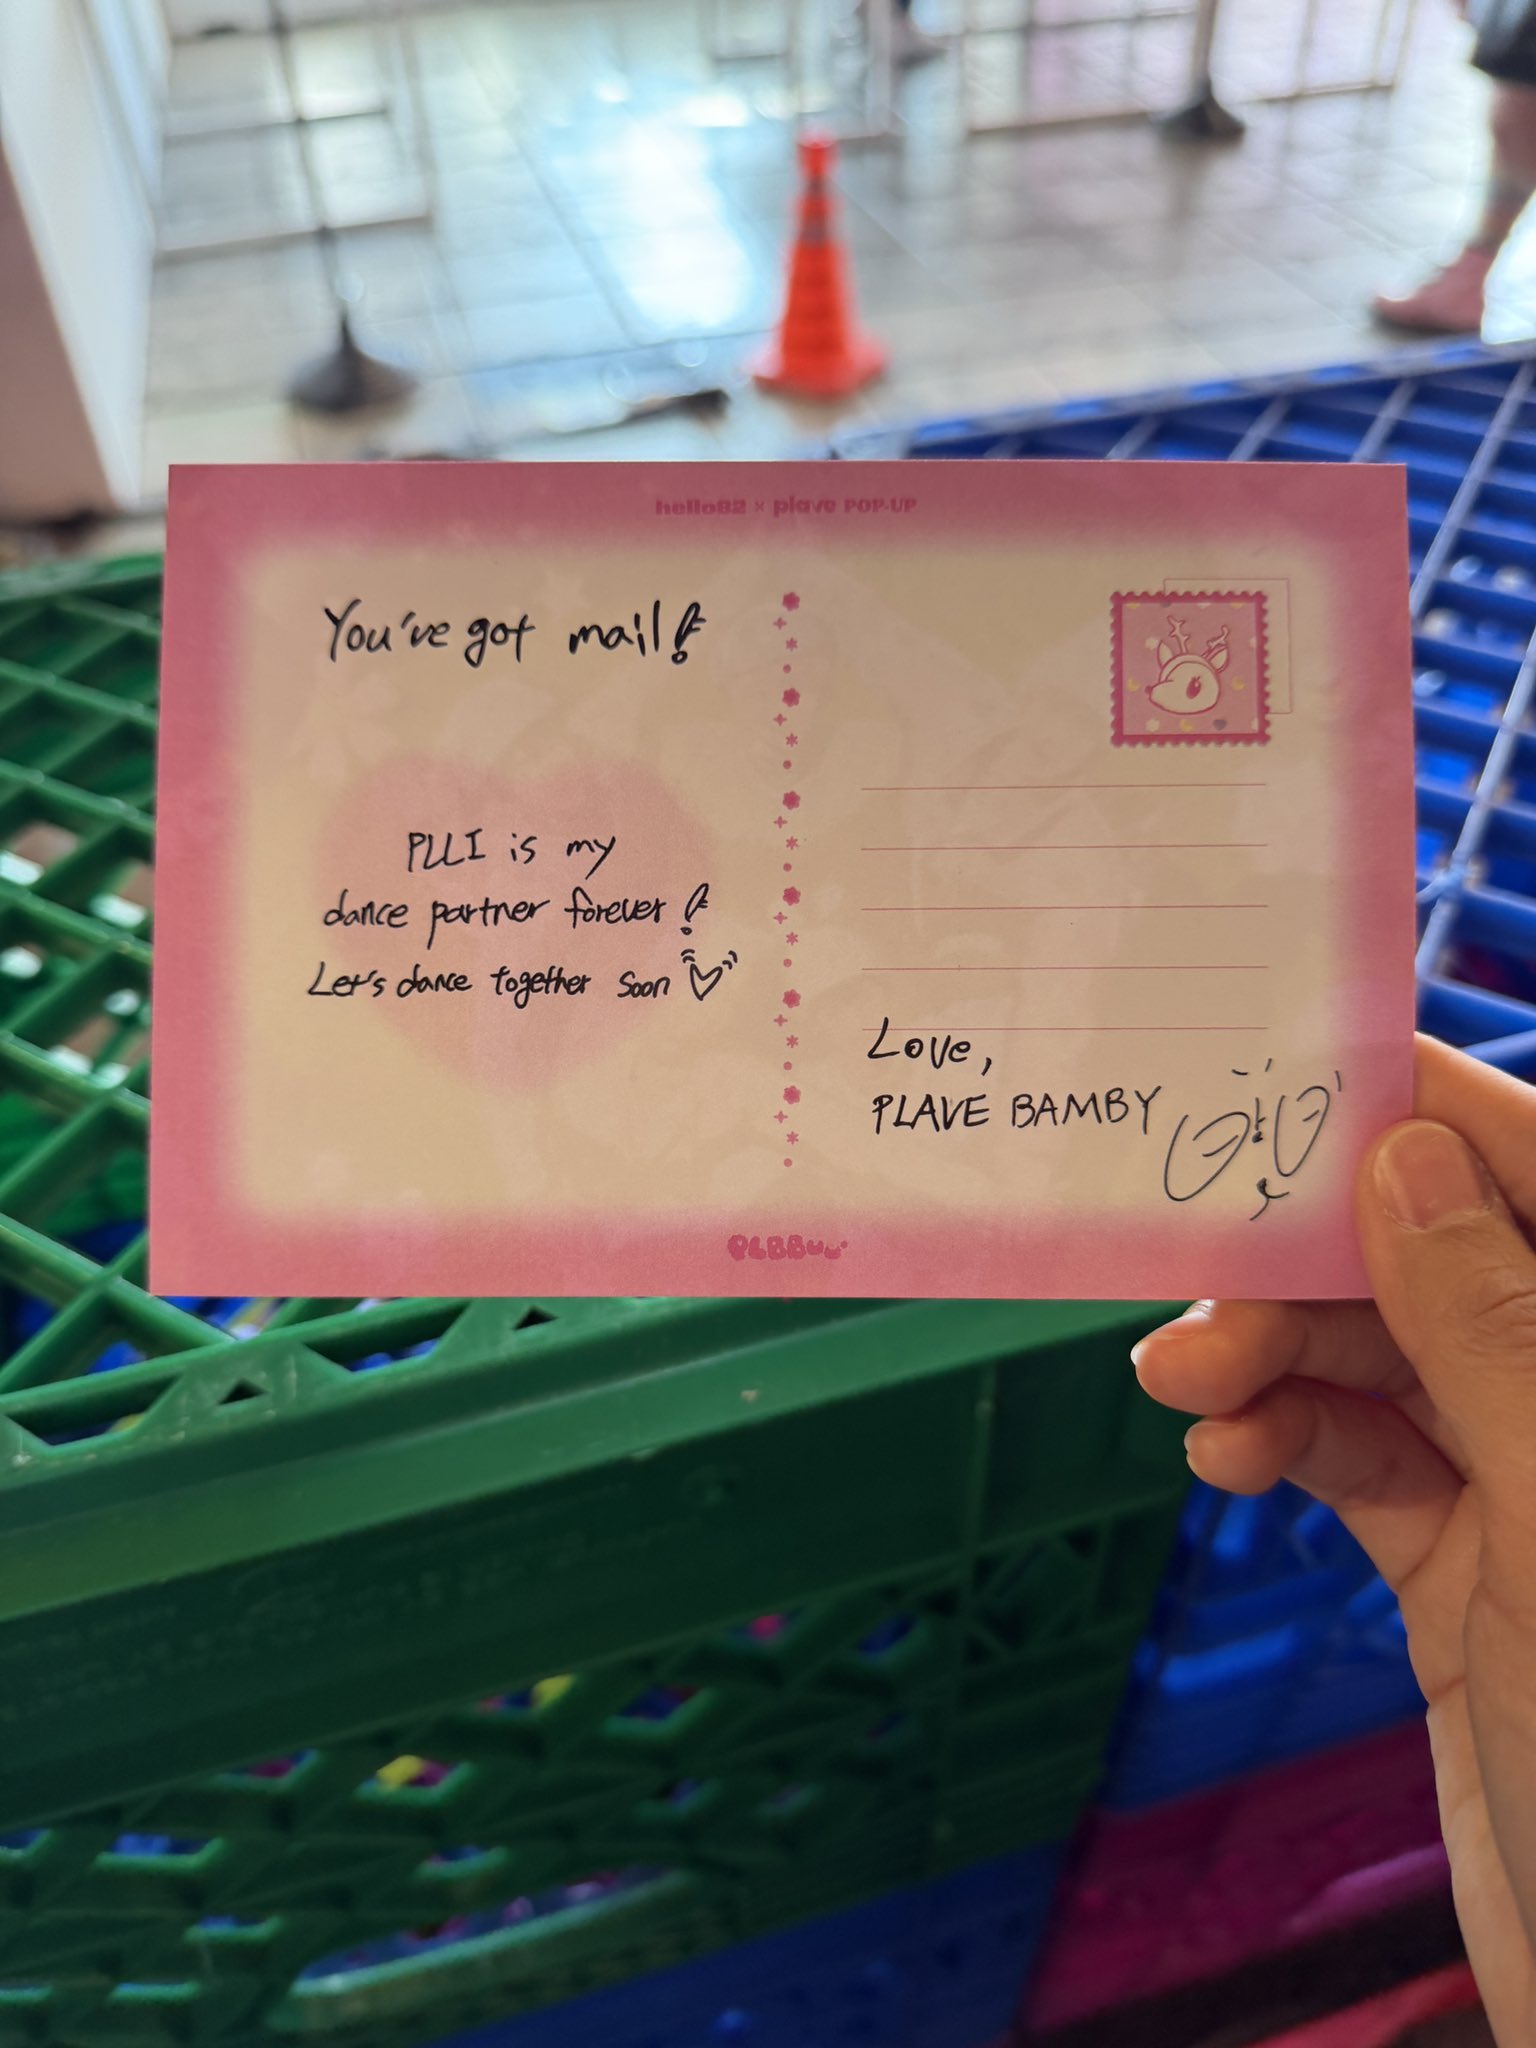 hello82 × plave POP-UP
You've got mail!
PLLI is my
dance partner forever!
Let's dance together soon
Love,
PLAVE BAMBY
PLBBUU